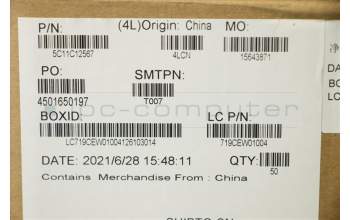 P/N: (4L)Origin: China MO:
5C11C12567 4LCN 15643871
PO: SMTPN:
4501650197 T007
BOXID: LC P/N:
LC719CEW01004126103014 719CEW01004
DATE: 2021/6/28 15:48:11 QTY:
50
Contains Merchandise From : China